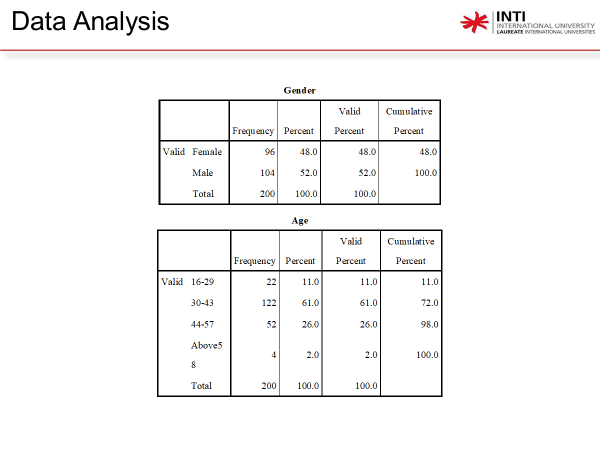 Data Analysis
INTI
INTERNATIONAL UNIVERSITY
LAUREATE INTERNATIONAL UNIVERSITIES
Gender
Valid Cumulative
Frequency Percent Percent Percent
Valid Female 96 48.0 48.0 48.0
Male 104 52.0 52.0 100.0
Total 200 100.0 100.0
Age
Valid Cumulative
Frequency Percent Percent Percent
Valid 16-29 22 11.0 11.0 11.0
30-43 122 61.0 61.0 72.0
44-57 52 26.0 26.0 98.0
Above5
8 4 2.0 2.0 100.0
Total 200 100.0 100.0